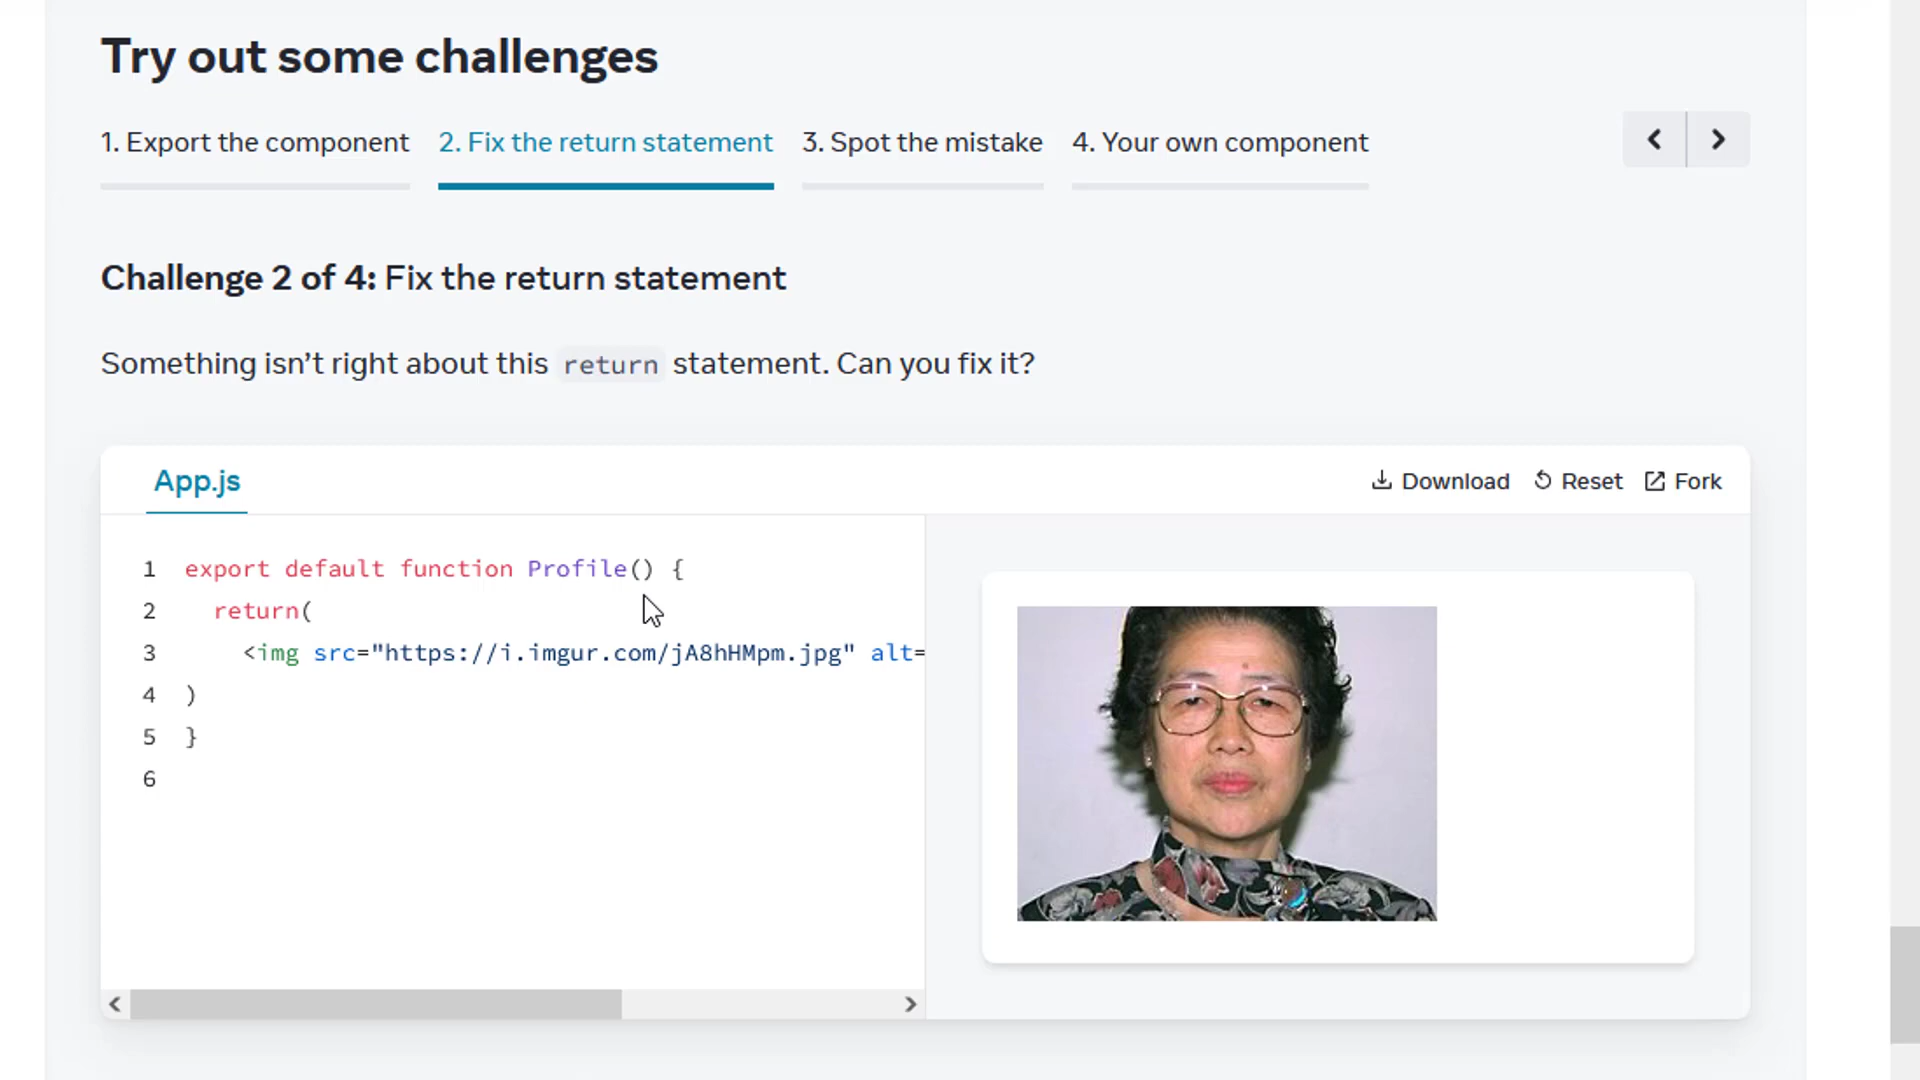 Try out some challenges
1. Export the component 2. Fix the return statement 3. Spot the mistake 4. Your own component
Challenge 2 of 4: Fix the return statement
Something isn’t right about this return statement. Can you fix it?
App.js Download Reset Fork
1 export default function Profile() {
2 return(
3 <img src="https://i.imgur.com/jA8hHMpm.jpg" alt=
4 )
5 }
6